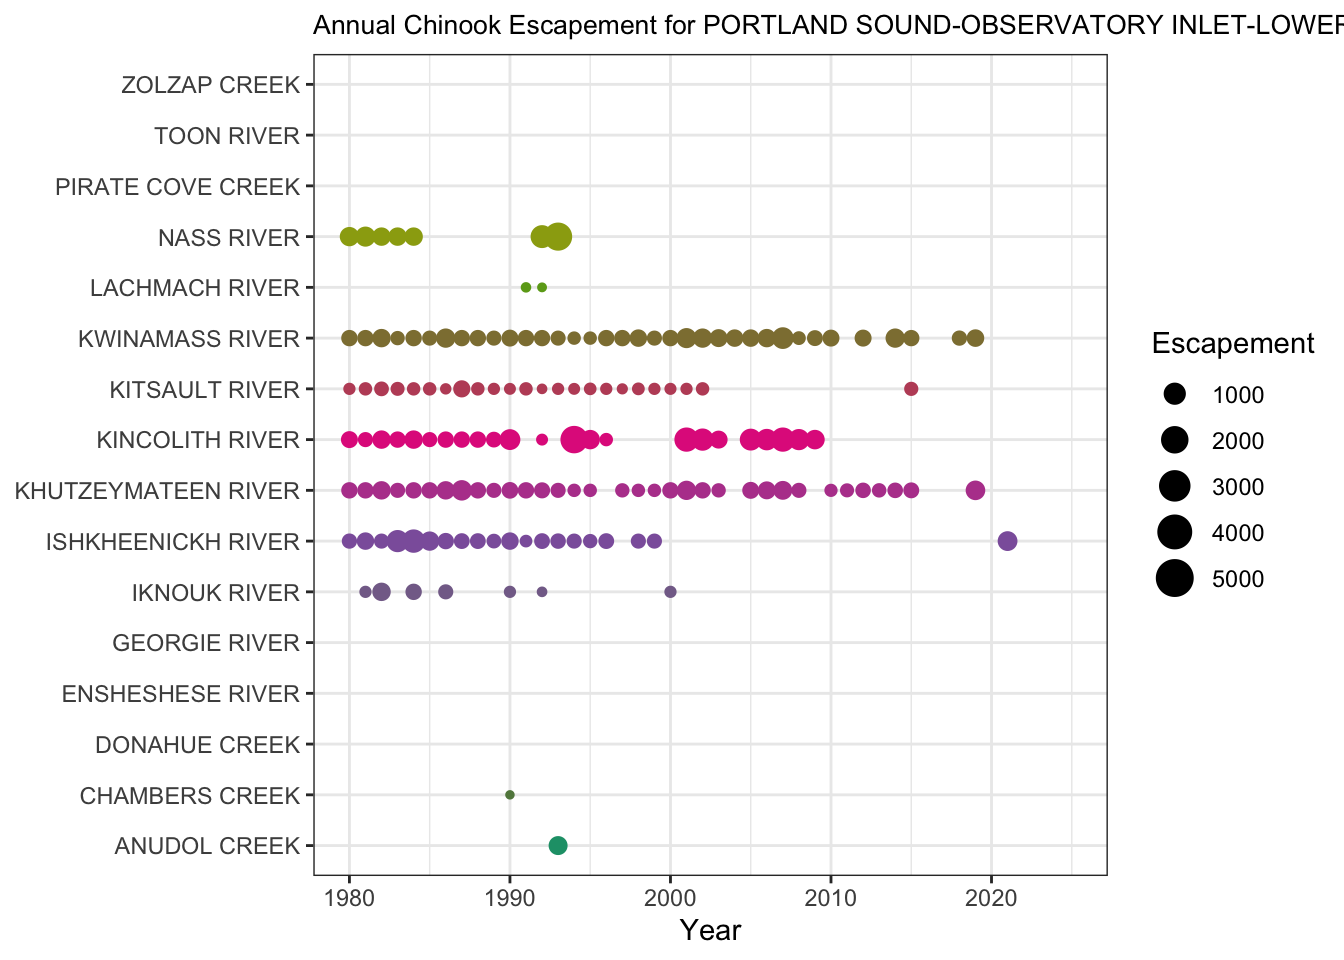 Annual Chinook Escapement for PORTLAND SOUND-OBSERVATORY INLET-LOWER
ZOLZAP CREEK
TOON RIVER
PIRATE COVE CREEK
NASS RIVER
LACHMACH RIVER
KWINAMASS RIVER
KITSAULT RIVER
KINCOLITH RIVER
KHUTZEYMATEEN RIVER
ISHKHEENICKH RIVER
IKNOUK RIVER
GEORGIE RIVER
ENSHESHESE RIVER
DONAHUE CREEK
CHAMBERS CREEK
ANUDOL CREEK
1980 1990 2000 2010 2020
Year
Escapement
1000
2000
3000
4000
5000